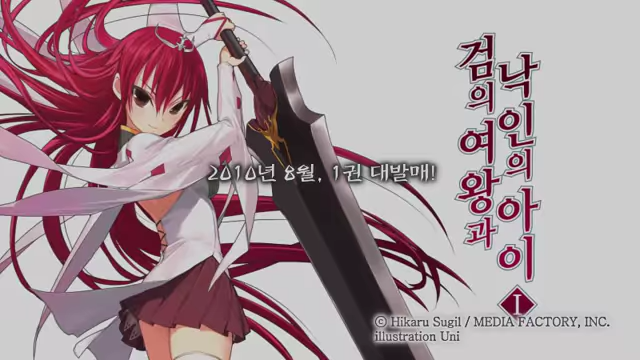 검의 여왕과
낙인의 아이
I
2010년 8월, 1권 대발매!
© Hikaru Sugil / MEDIA FACTORY, INC.
illustration Uni